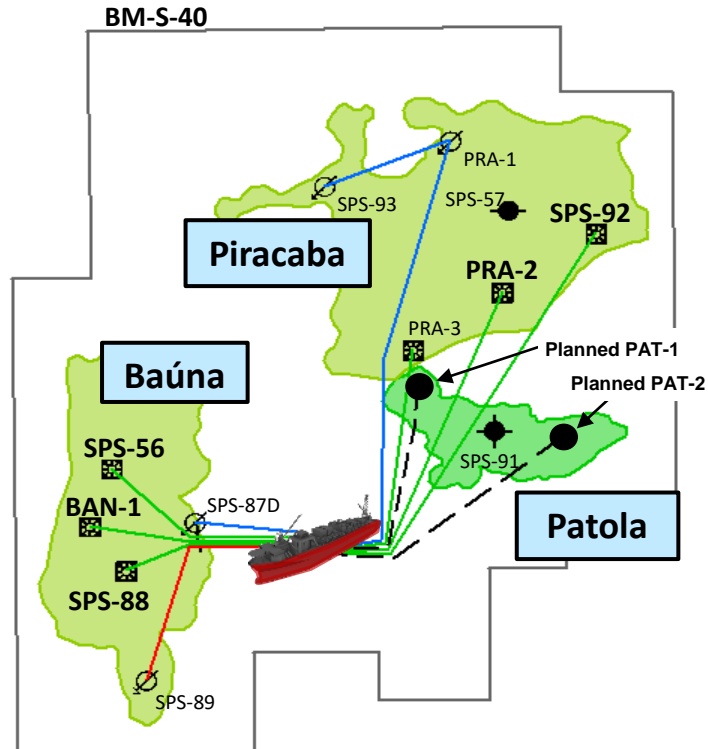 BM-S-40
PRA-1
SPS-93
SPS-57
SPS-92
Piracaba
PRA-2
PRA-3
Planned PAT-1
Baúna
Planned PAT-2
SPS-56
SPS-91
BAN-1
SPS-87D
Patola
SPS-88
SPS-89